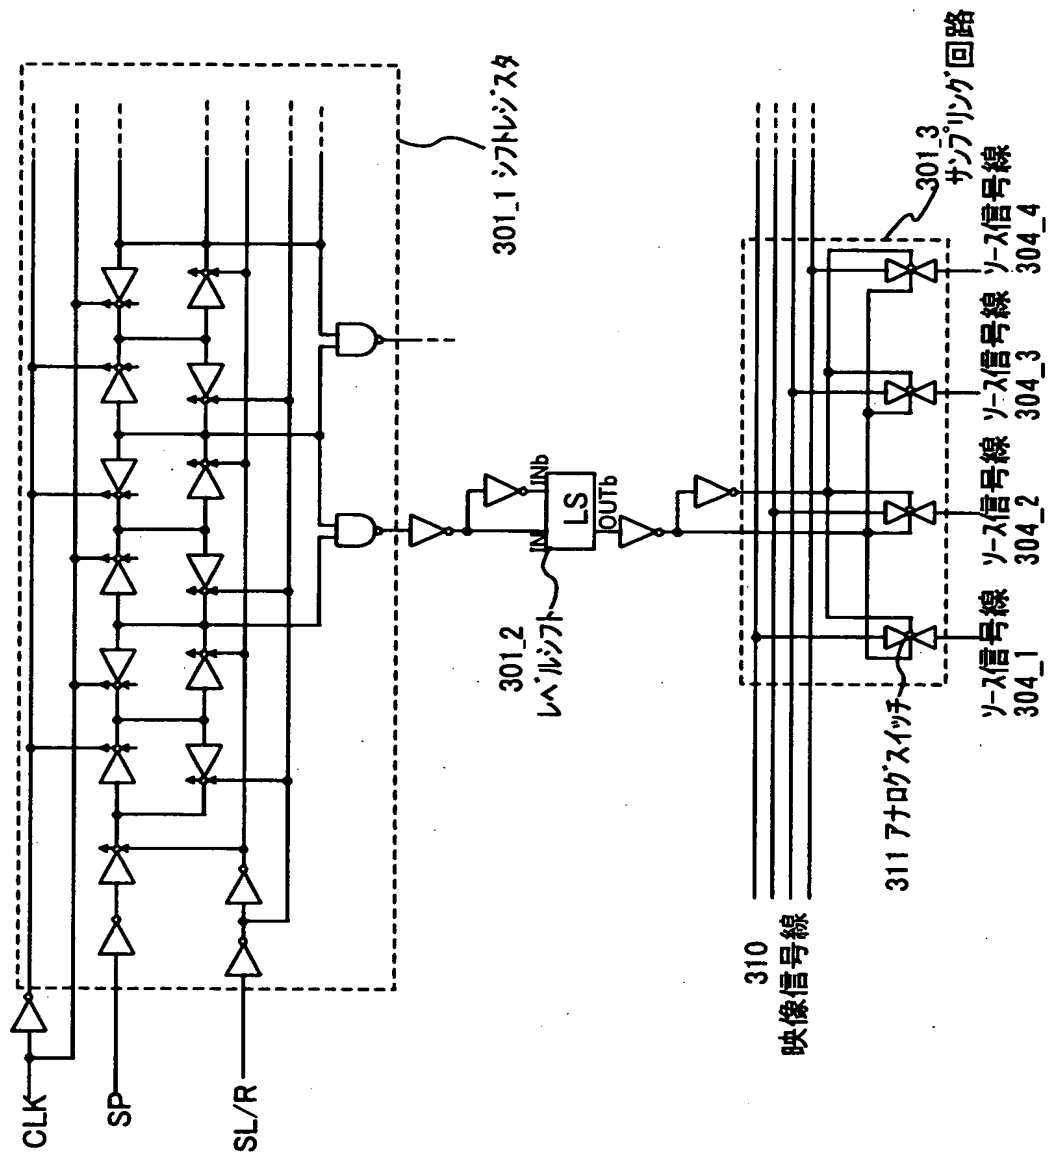 CLK
SP
SL/R
301_1 シフトレジスタ
301_2
レベルシフト
IN
INb
LS
OUTb
310
映像信号線
311 アナログスイッチ
301_3
サンプリング回路
ソース信号線
304_1
ソース信号線
304_2
ソース信号線
304_3
ソース信号線
304_4